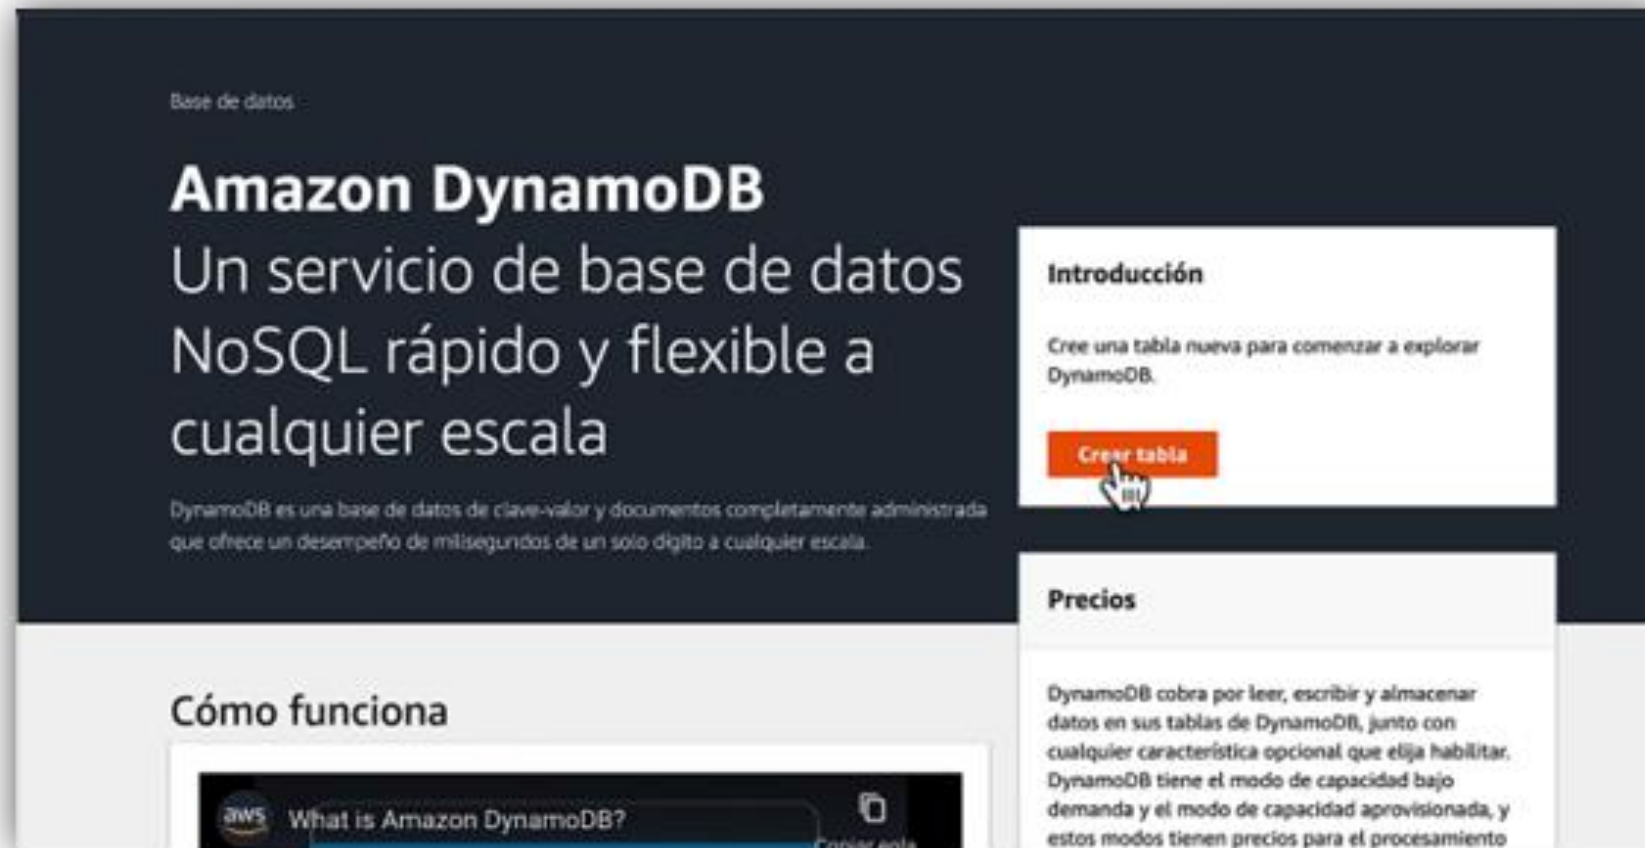 Base de datos
Amazon DynamoDB
Un servicio de base de datos
NoSQL rápido y flexible a
cualquier escala
DynamoDB es una base de datos de clave-valor y documentos completamente administrada
que ofrece un desempeño de milisegundos de un solo dígito a cualquier escala.
Introducción
Cree una tabla nueva para comenzar a explorar
DynamoDB.
Crear tabla
Precios
DynamoDB cobra por leer, escribir y almacenar
datos en sus tablas de DynamoDB, junto con
cualquier característica opcional que elija habilitar.
DynamoDB tiene el modo de capacidad bajo
demanda y el modo de capacidad aprovisionada, y
estos modos tienen precios para el procesamiento
Cómo funciona
aws What is Amazon DynamoDB?
Copiar